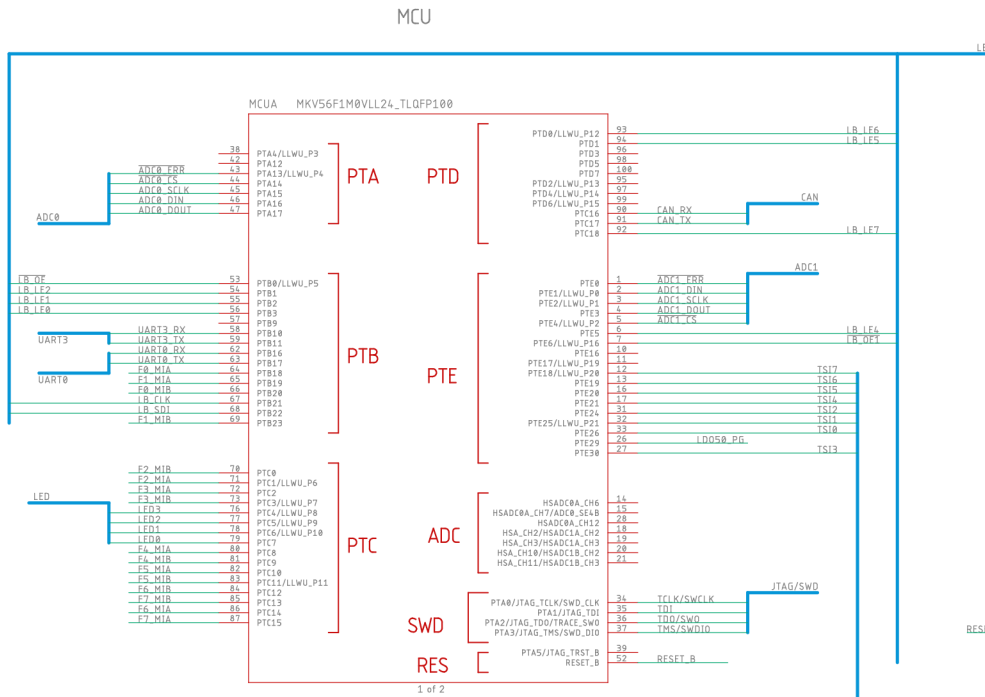 MCU
LB
MCUA MKV56F1M0VLL24_TLQFP100
38 PTA4/LLWU_P3
42 PTA12
ADC0_ERR 43 PTA13/LLWU_P4
ADC0_CS 44 PTA14
ADC0_SCLK 45 PTA15
ADC0_DIN 46 PTA16
ADC0_DOUT 47 PTA17
ADC0
PTA
LB_OE 53 PTB0/LLWU_P5
LB_LE2 54 PTB1
LB_LE1 55 PTB2
LB_LE0 56 PTB3
57 PTB9
UART3_RX 58 PTB10
UART3_TX 59 PTB11
UART3
UART0_RX 62 PTB16
UART0_TX 63 PTB17
UART0
F0_MIA 64 PTB18
F1_MIA 65 PTB19
F0_MIB 66 PTB20
LB_CLK 67 PTB21
LB_SDI 68 PTB22
F1_MIB 69 PTB23
PTB
F2_MIB 70 PTC0
F2_MIA 71 PTC1/LLWU_P6
F3_MIA 72 PTC2
F3_MIB 73 PTC3/LLWU_P7
LED
LED3 76 PTC4/LLWU_P8
LED2 77 PTC5/LLWU_P9
LED1 78 PTC6/LLWU_P10
LED0 79 PTC7
F4_MIA 80 PTC8
F4_MIB 81 PTC9
F5_MIA 82 PTC10
F5_MIB 83 PTC11/LLWU_P11
F6_MIB 84 PTC12
F7_MIB 85 PTC13
F6_MIA 86 PTC14
F7_MIA 87 PTC15
PTC
PTD
PTD0/LLWU_P12 93 LB_LE6
PTD1 94 LB_LE5
PTD3 96
PTD5 98
PTD7 100
PTD2/LLWU_P13 95
PTD4/LLWU_P14 97
PTD6/LLWU_P15 99
PTC16 90 CAN_RX
PTC17 91 CAN_TX
CAN
PTC18 92 LB_LE7
PTE
PTE0 1 ADC1_ERR
PTE1/LLWU_P0 2 ADC1_DIN
PTE2/LLWU_P1 3 ADC1_SCLK
PTE3 4 ADC1_DOUT
PTE4/LLWU_P2 5 ADC1_CS
ADC1
PTE5 6 LB_LE4
PTE6/LLWU_P16 7 LB_OE1
PTE16 10
PTE17/LLWU_P19 11
PTE18/LLWU_P20 12 TSI7
PTE19 13 TSI6
PTE20 16 TSI5
PTE21 17 TSI4
PTE24 31 TSI2
PTE25/LLWU_P21 32 TSI1
PTE26 33 TSI0
PTE29 26 LDO50_PG
PTE30 27 TSI3
ADC
HSADC0A_CH6 14
HSADC0A_CH7/ADC0_SE4B 15
HSADC0A_CH12 28
HSA_CH2/HSADC1A_CH2 18
HSA_CH3/HSADC1A_CH3 19
HSA_CH10/HSADC1B_CH2 20
HSA_CH11/HSADC1B_CH3 21
SWD
PTA0/JTAG_TCLK/SWD_CLK 34 TCLK/SWCLK
PTA1/JTAG_TDI 35 TDI
PTA2/JTAG_TDO/TRACE_SWO 36 TDO/SWO
PTA3/JTAG_TMS/SWD_DIO 37 TMS/SWDIO
JTAG/SWD
RES
PTA5/JTAG_TRST_B 39
RESET_B 52 RESET_B
1 of 2